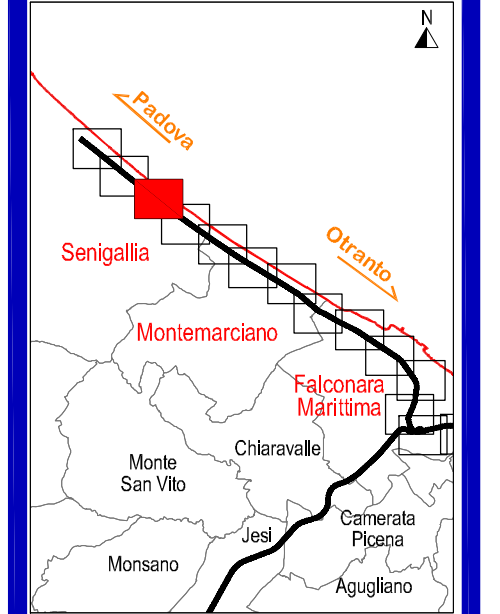 N
Padova
Senigallia
Otranto
Montemarciano
Falconara
Marittima
Chiaravalle
Monte
San Vito
Jesi
Camerata
Picena
Monsano
Agugliano